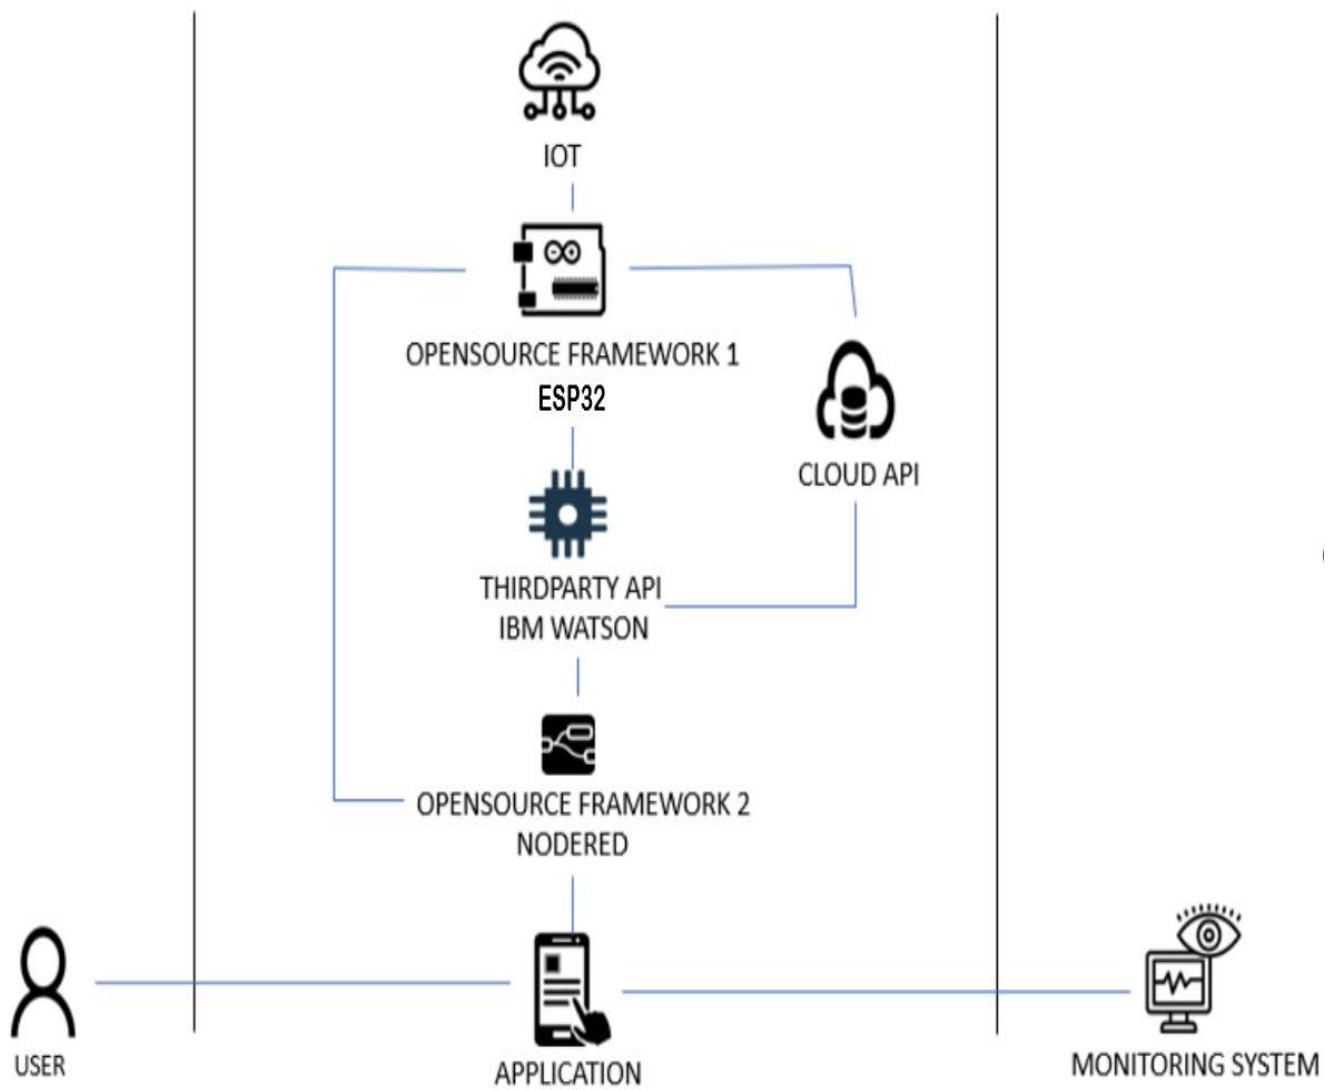 IOT
OPENSOURCE FRAMEWORK 1
ESP32
CLOUD API
THIRDPARTY API
IBM WATSON
OPENSOURCE FRAMEWORK 2
NODERED
USER
APPLICATION
MONITORING SYSTEM